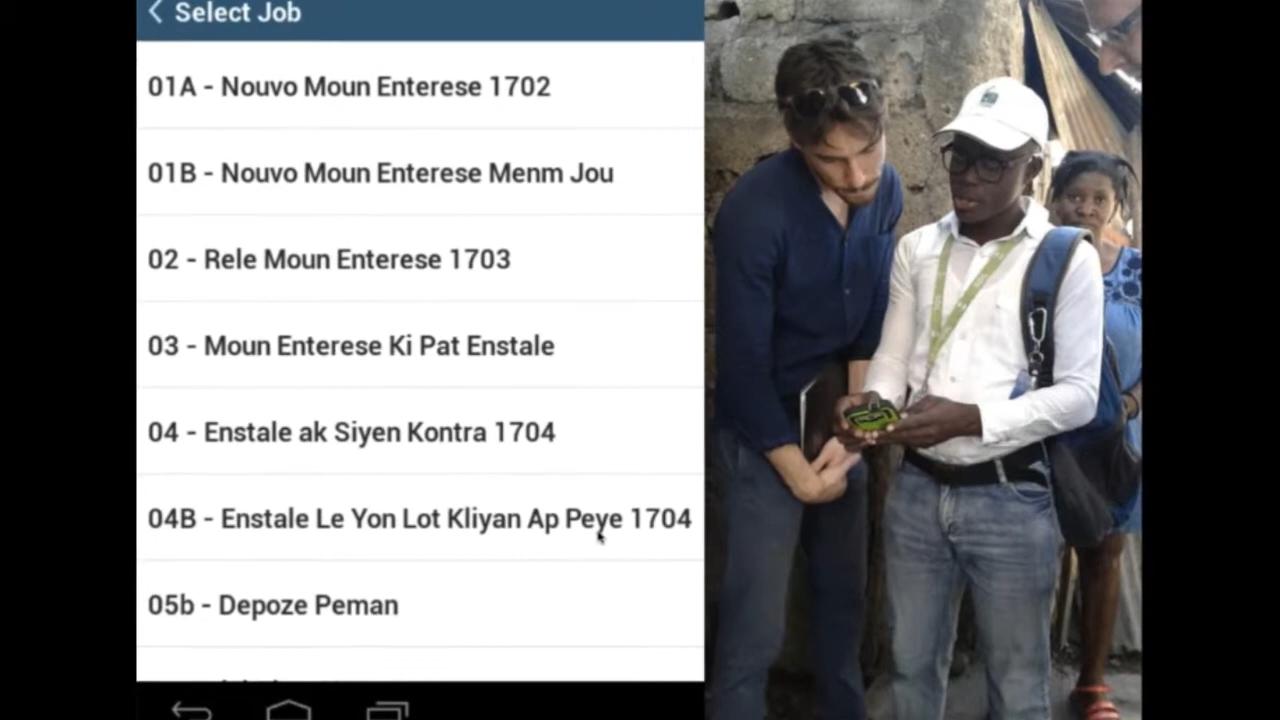 Select Job
01A - Nouvo Moun Enterese 1702
01B - Nouvo Moun Enterese Menm Jou
02 - Rele Moun Enterese 1703
03 - Moun Enterese Ki Pat Enstale
04 - Enstale ak Siyen Kontra 1704
04B - Enstale Le Yon Lot Kliyan Ap Peye 1704
05b - Depoze Peman